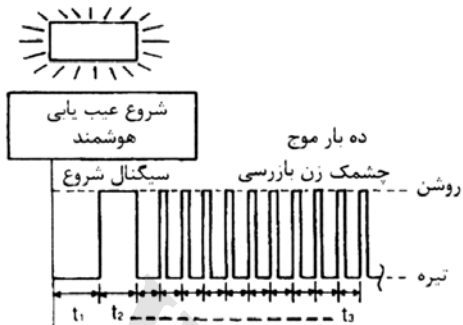 شروع عیب یابی
هوشمند
ده بار موج
سیگنال شروع
چشمک زن بازرسی
روشن
تیره
t₁
t₂
t₃